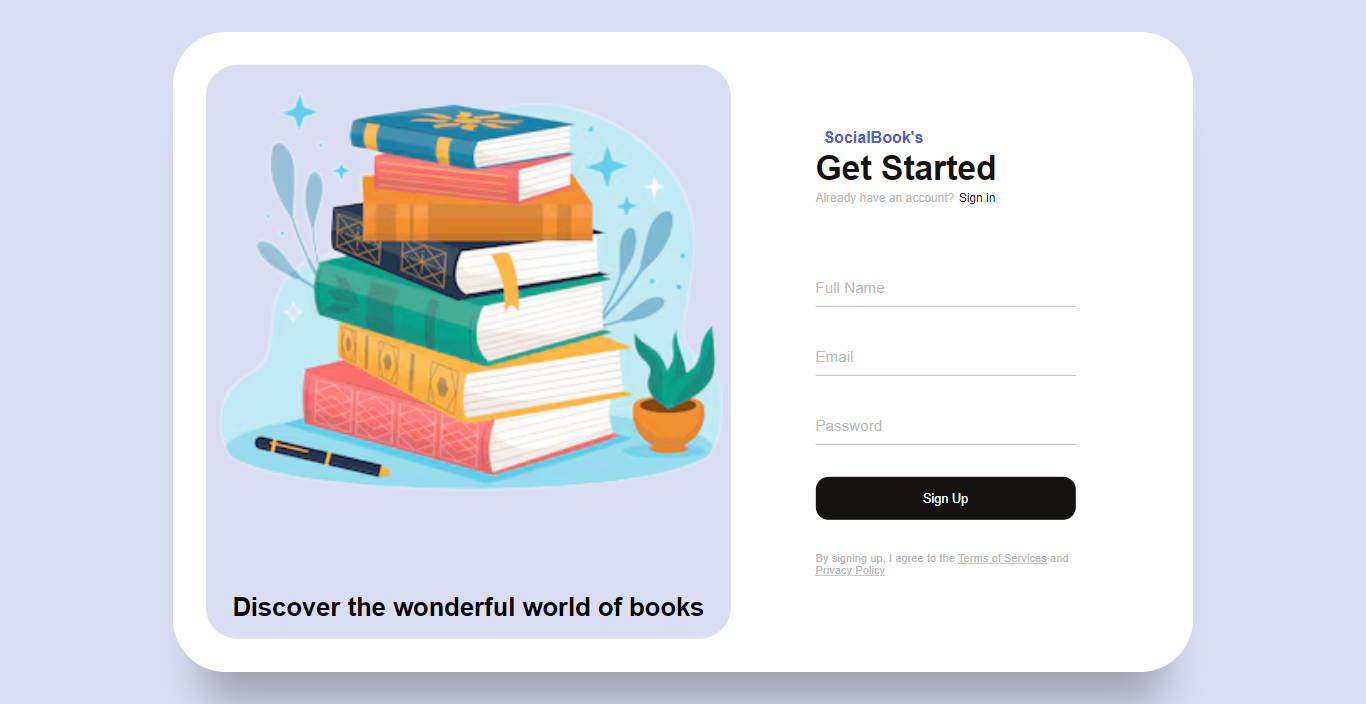 SocialBook's
Get Started
Already have an account? Sign in
Full Name
Email
Password
Sign Up
By signing up, I agree to the Terms of Services and
Privacy Policy
Discover the wonderful world of books